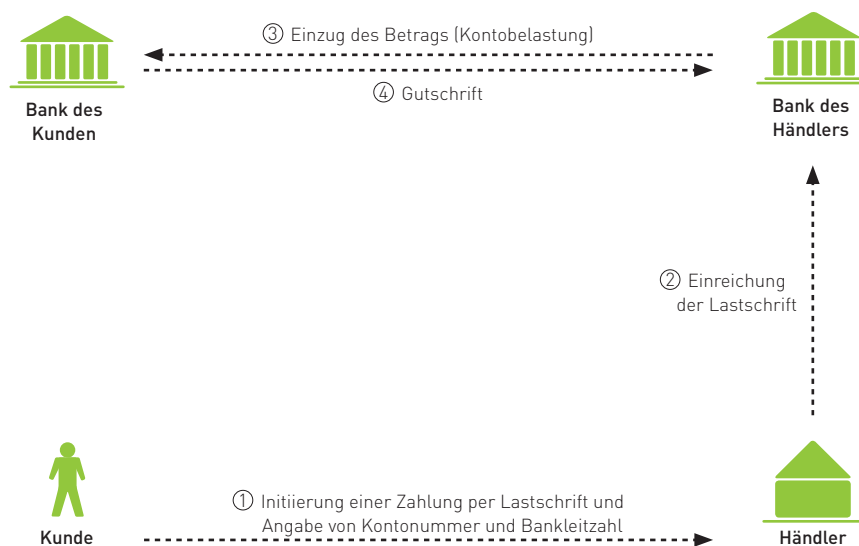 ③ Einzug des Betrags (Kontobelastung)
④ Gutschrift
Bank des
Kunden
Bank des
Händlers
② Einreichung
der Lastschrift
① Initiierung einer Zahlung per Lastschrift und
Angabe von Kontonummer und Bankleitzahl
Kunde
Händler